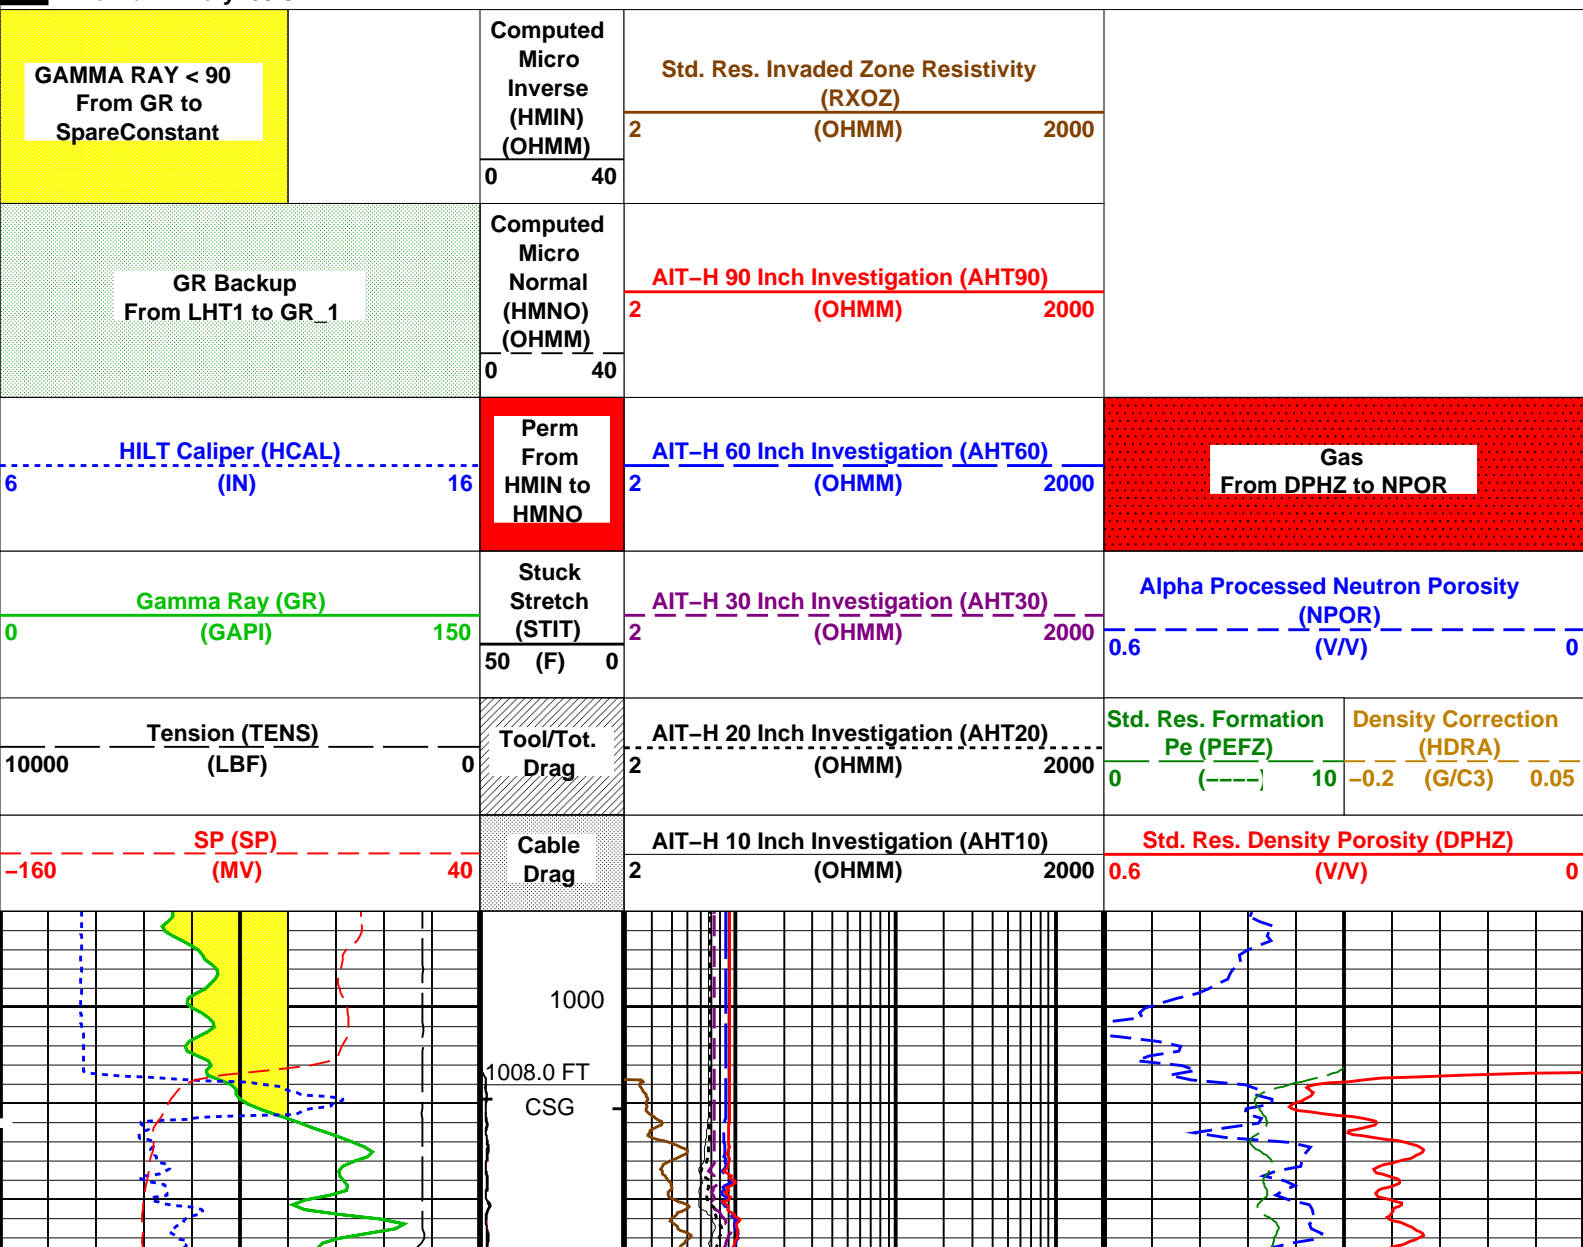 GAMMA RAY < 90
From GR to
SpareConstant
Computed
Micro
Inverse
(HMIN)
(OHMM)
0 40
Std. Res. Invaded Zone Resistivity
(RXOZ)
2 (OHMM) 2000
GR Backup
From LHT1 to GR_1
Computed
Micro
Normal
(HMNO)
(OHMM)
0 40
AIT−H 90 Inch Investigation (AHT90)
2 (OHMM) 2000
HILT Caliper (HCAL)
6 (IN) 16
Perm
From
HMIN to
HMNO
AIT−H 60 Inch Investigation (AHT60)
2 (OHMM) 2000
Gas
From DPHZ to NPOR
Gamma Ray (GR)
0 (GAPI) 150
Stuck
Stretch
(STIT)
50 (F) 0
AIT−H 30 Inch Investigation (AHT30)
2 (OHMM) 2000
Alpha Processed Neutron Porosity
(NPOR)
0.6 (V/V) 0
Tension (TENS)
10000 (LBF) 0
Tool/Tot.
Drag
AIT−H 20 Inch Investigation (AHT20)
2 (OHMM) 2000
Std. Res. Formation
Pe (PEFZ)
0 (−−−−) 10
Density Correction
(HDRA)
−0.2 (G/C3) 0.05
SP (SP)
−160 (MV) 40
Cable
Drag
AIT−H 10 Inch Investigation (AHT10)
2 (OHMM) 2000
Std. Res. Density Porosity (DPHZ)
0.6 (V/V) 0
1000
1008.0 FT
CSG